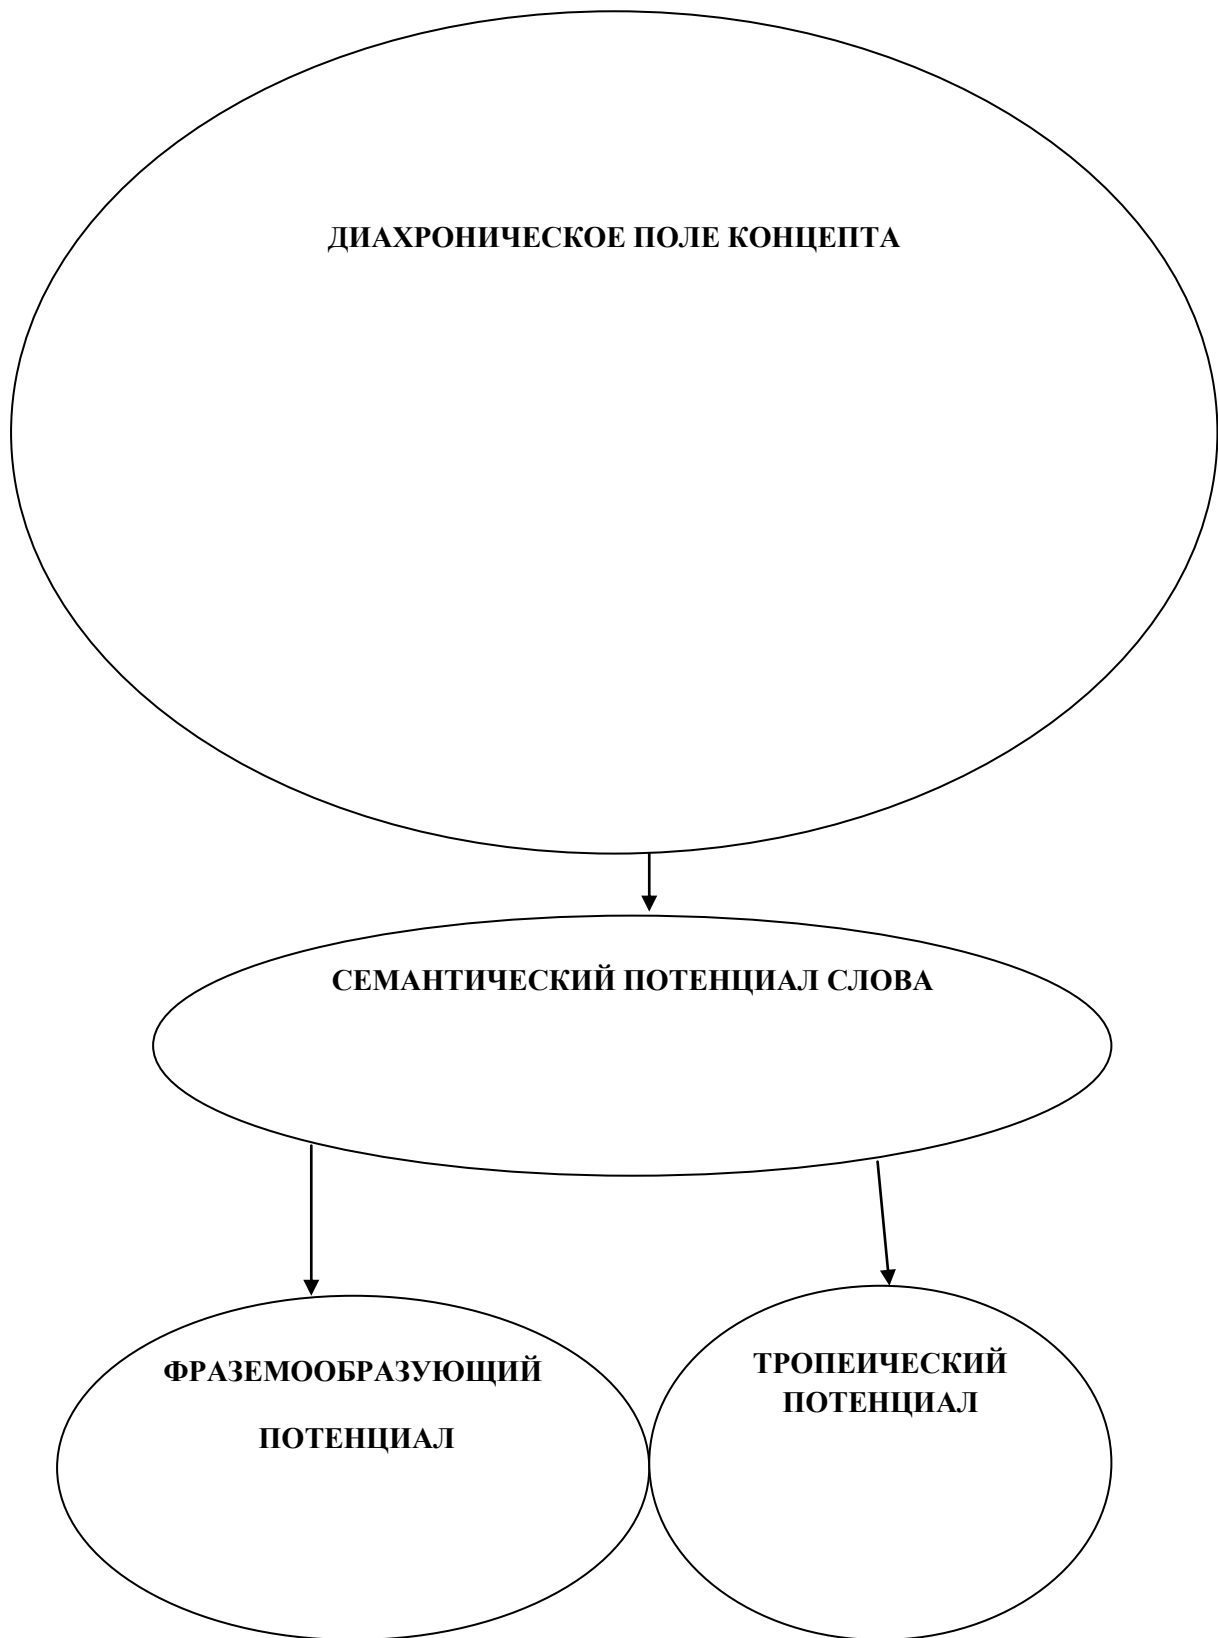 ДИАХРОНИЧЕСКОЕ ПОЛЕ КОНЦЕПТА
СЕМАНТИЧЕСКИЙ ПОТЕНЦИАЛ СЛОВА
ФРАЗЕМООБРАЗУЮЩИЙ
ПОТЕНЦИАЛ
ТРОПЕИЧЕСКИЙ
ПОТЕНЦИАЛ